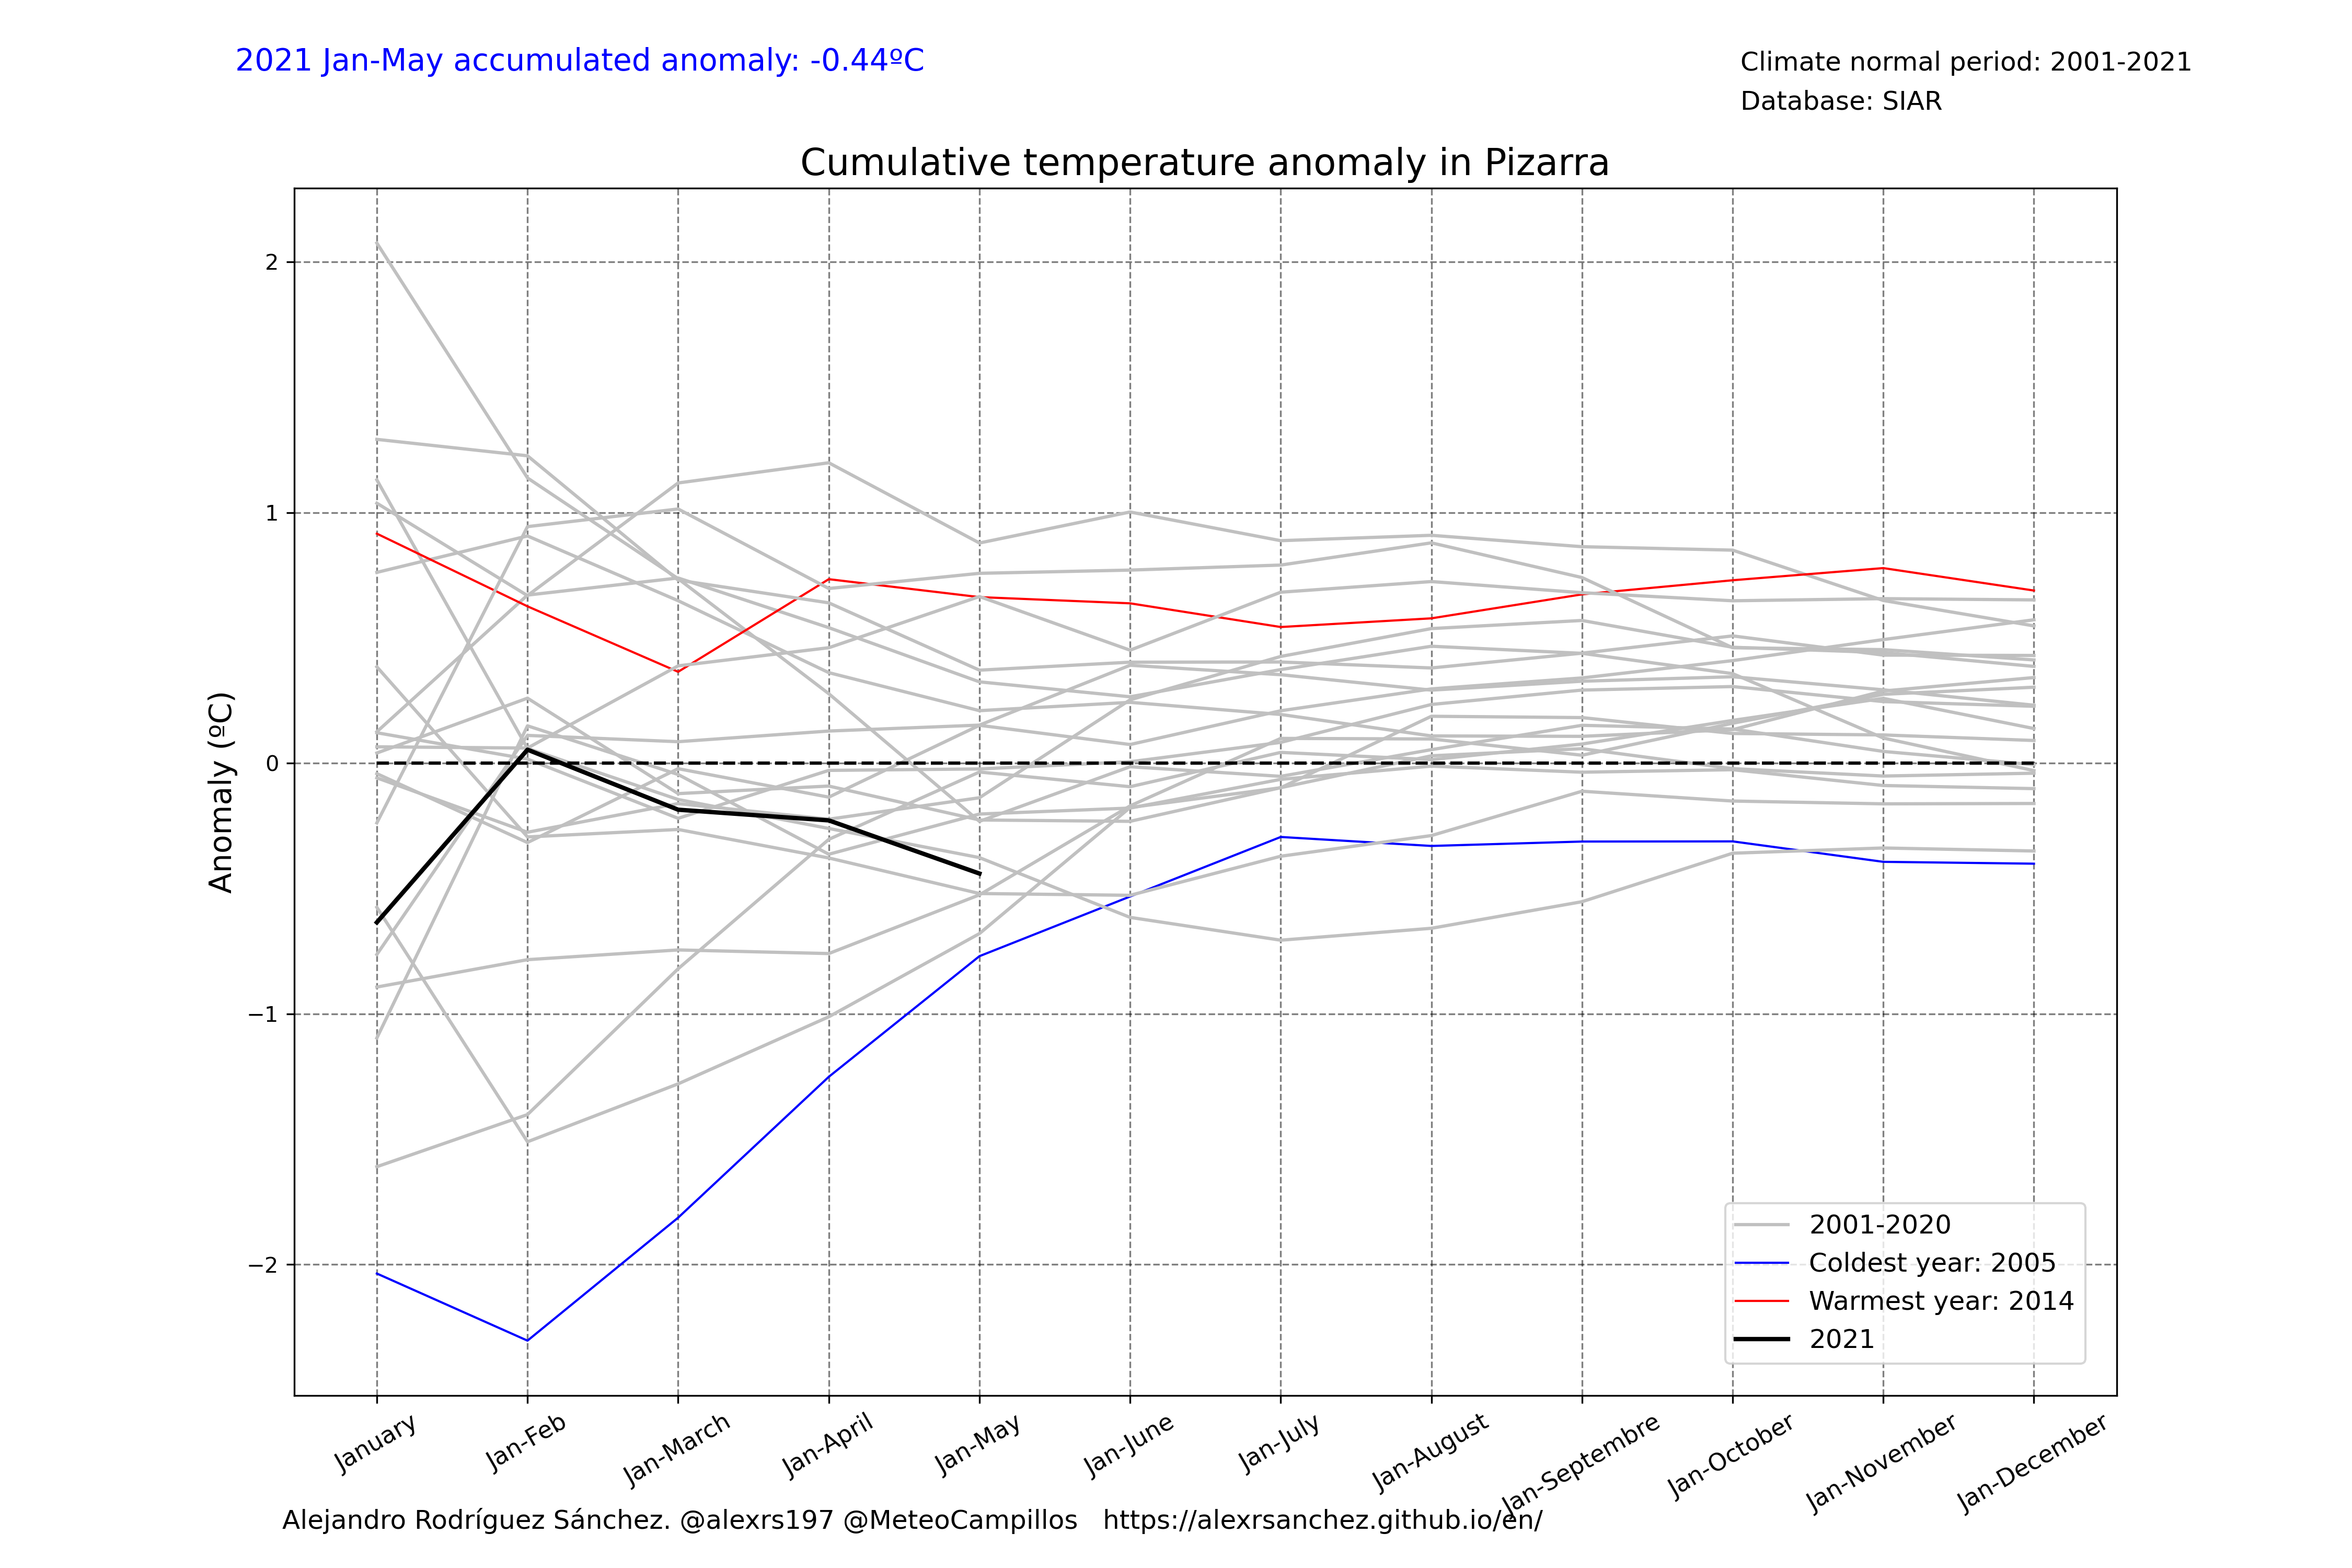 2021 Jan-May accumulated anomaly: -0.44ºC
Climate normal period: 2001-2021
Database: SIAR
Cumulative temperature anomaly in Pizarra
Anomaly (ºC)
2
1
0
−1
−2
2001-2020
Coldest year: 2005
Warmest year: 2014
2021
January
Jan-Feb
Jan-March
Jan-April
Jan-May
Jan-June
Jan-July
Jan-August
Jan-Septembre
Jan-October
Jan-November
Jan-December
Alejandro Rodríguez Sánchez. @alexrs197 @MeteoCampillos   https://alexrsanchez.github.io/en/